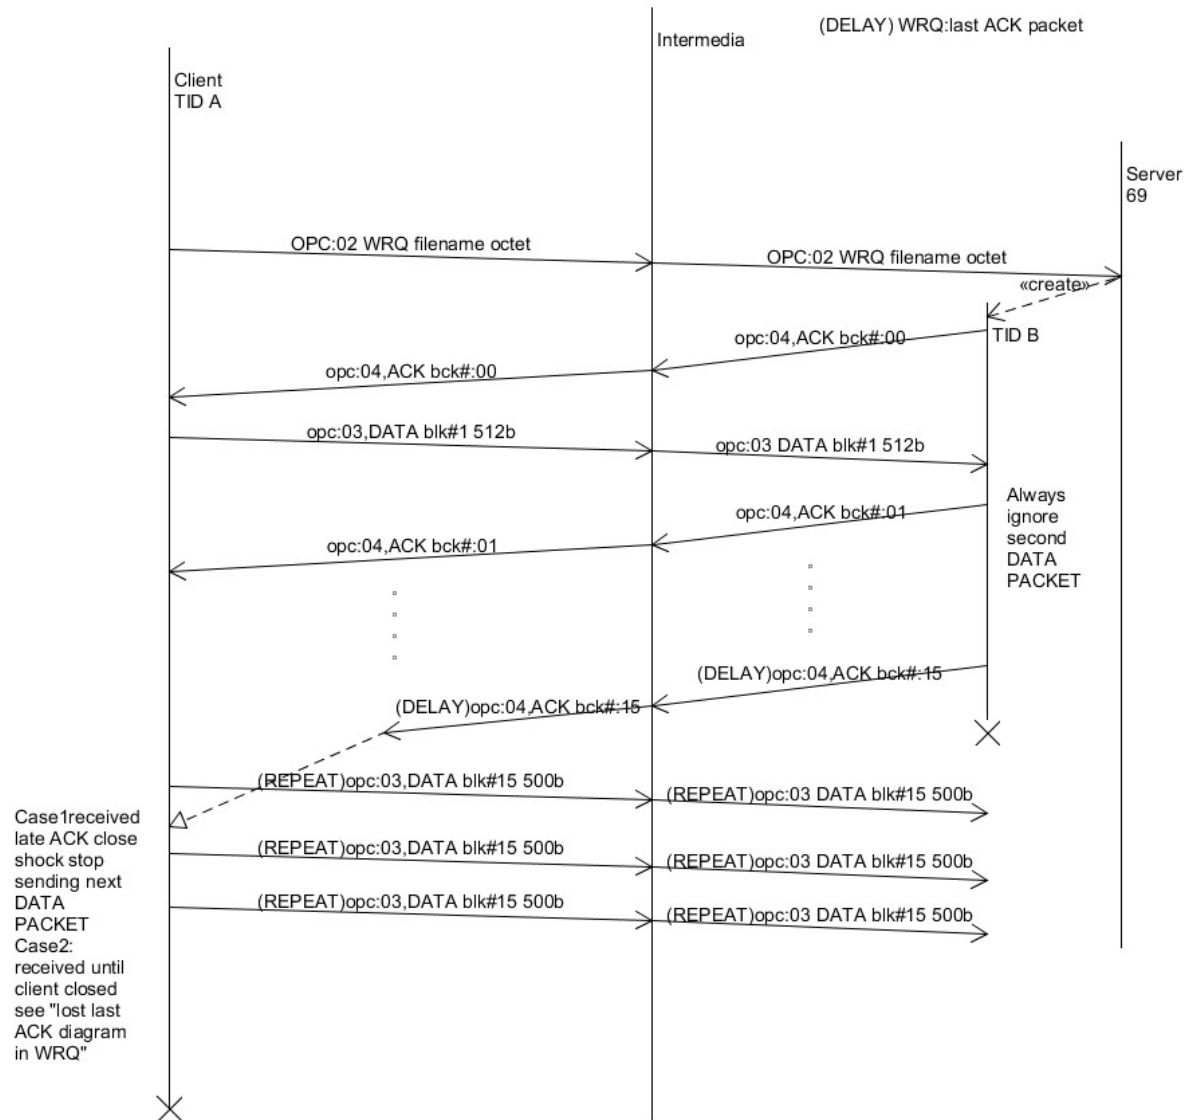 (DELAY) WRQ:last ACK packet
Intermedia
Client
TID A
Server
69
OPC:02 WRQ filename octet
OPC:02 WRQ filename octet
«create»
TID B
opc:04,ACK bck#:00
opc:04,ACK bck#:00
opc:03,DATA blk#1 512b
opc:03 DATA blk#1 512b
Always
ignore
second
DATA
PACKET
opc:04,ACK bck#:01
opc:04,ACK bck#:01
(DELAY)opc:04,ACK bck#:15
(DELAY)opc:04,ACK bck#:15
(REPEAT)opc:03,DATA blk#15 500b
(REPEAT)opc:03 DATA blk#15 500b
(REPEAT)opc:03,DATA blk#15 500b
(REPEAT)opc:03 DATA blk#15 500b
(REPEAT)opc:03,DATA blk#15 500b
(REPEAT)opc:03 DATA blk#15 500b
Case1received
late ACK close
shock stop
sending next
DATA
PACKET
Case2:
received until
client closed
see "lost last
ACK diagram
in WRQ"